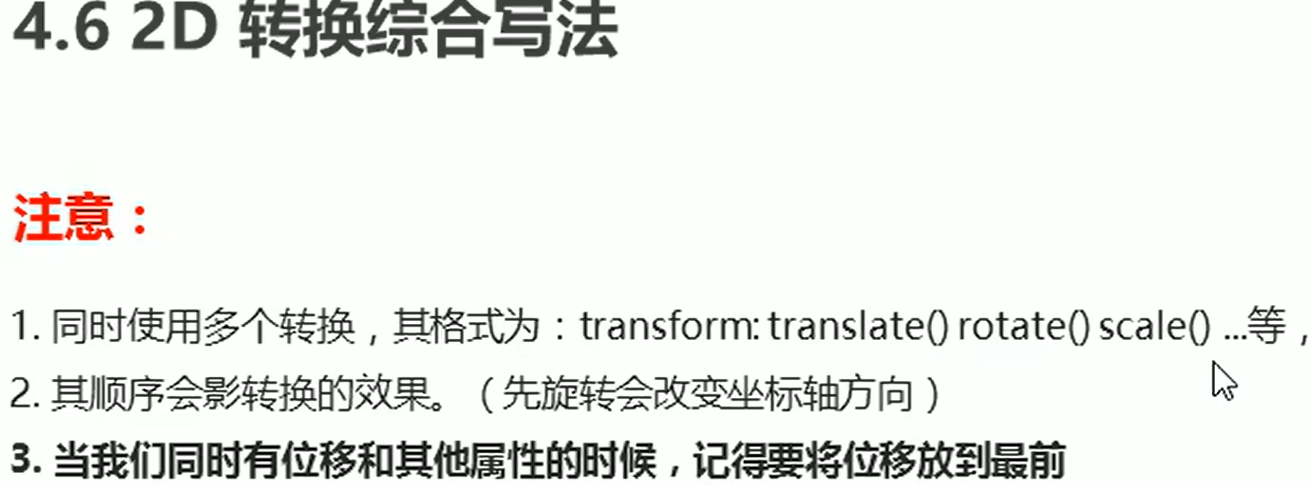 4.6 2D 转换综合写法
注意：
1. 同时使用多个转换，其格式为：transform: translate() rotate() scale() ...等，
2. 其顺序会影转换的效果。（先旋转会改变坐标轴方向）
3. 当我们同时有位移和其他属性的时候，记得要将位移放到最前